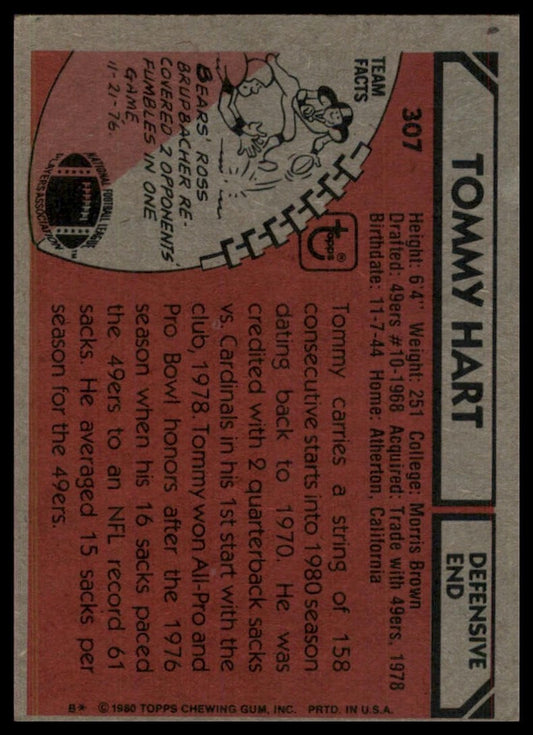 307
TOMMY HART
DEFENSIVE
END
Height: 6'4" Weight: 251 College: Morris Brown
Drafted: 49ers #10-1968 Acquired: Trade with 49ers, 1978
Birthdate: 11-7-44 Home: Atherton, California
TEAM
FACTS
BEARS' ROSS
BRUPBACHER RE-
COVERED 2 OPPONENTS'
FUMBLES IN ONE
GAME
11-21-76
NATIONAL FOOTBALL LEAGUE
PLAYERS ASSOCIATION
TM
topps
®
Tommy carries a string of 158
consecutive starts into 1980 season
dating back to 1970. He was
credited with 2 quarterback sacks
vs. Cardinals in his 1st start with the
club, 1978. Tommy won All-Pro and
Pro Bowl honors after the 1976
season when his 16 sacks paced
the 49ers to an NFL record 61
sacks. He averaged 15 sacks per
season for the 49ers.
B* © 1980 TOPPS CHEWING GUM, INC. PRTD. IN U.S.A.